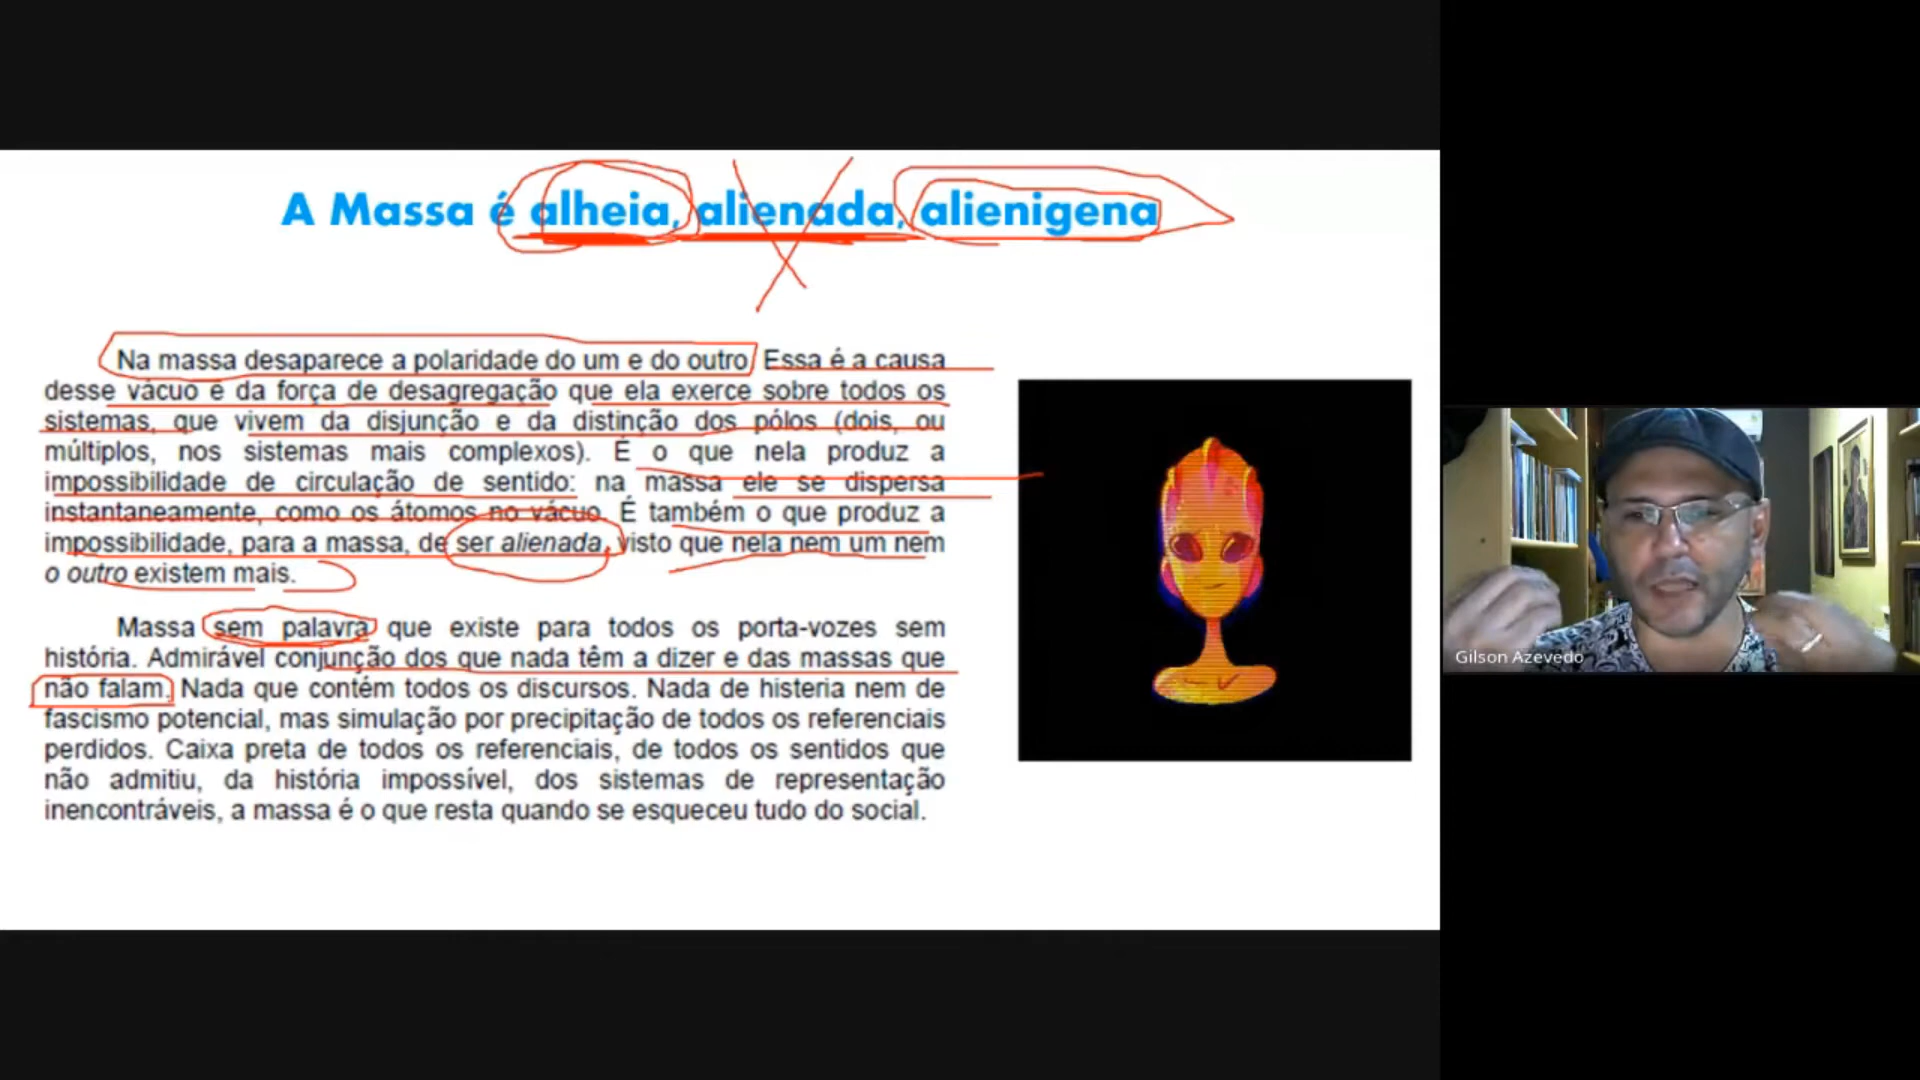 A Massa é alheia, alienada, alienigena
Na massa desaparece a polaridade do um e do outro. Essa é a causa
desse vácuo e da força de desagregação que ela exerce sobre todos os
sistemas, que vivem da disjunção e da distinção dos pólos (dois, ou
múltiplos, nos sistemas mais complexos). É o que nela produz a
impossibilidade de circulação de sentido: na massa ele se dispersa
instantaneamente, como os átomos no vácuo. É também o que produz a
impossibilidade, para a massa, de ser alienada, visto que nela nem um nem
o outro existem mais.
Massa sem palavra que existe para todos os porta-vozes sem
história. Admirável conjunção dos que nada têm a dizer e das massas que
não falam. Nada que contém todos os discursos. Nada de histeria nem de
fascismo potencial, mas simulação por precipitação de todos os referenciais
perdidos. Caixa preta de todos os referenciais, de todos os sentidos que
não admitiu, da história impossível, dos sistemas de representação
inencontráveis, a massa é o que resta quando se esqueceu tudo do social.
Gilson Azevedo